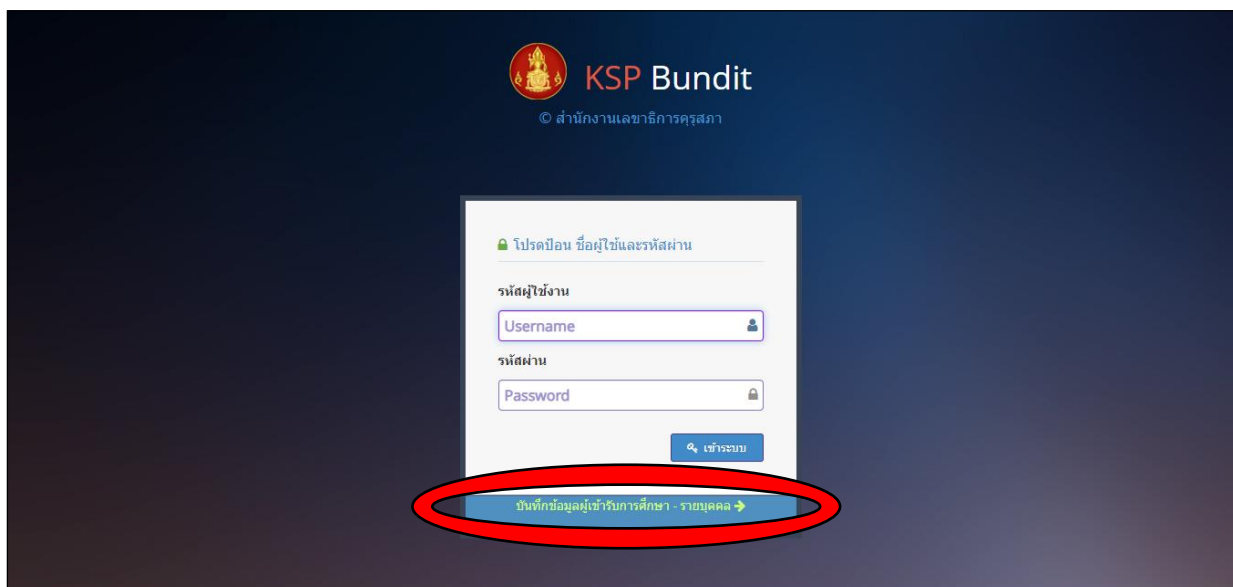 KSP Bundit
© สำนักงานเลขาธิการคุรุสภา
โปรดป้อน ชื่อผู้ใช้และรหัสผ่าน
รหัสผู้ใช้งาน
Username
รหัสผ่าน
Password
เข้าระบบ
บันทึกข้อมูลผู้เข้ารับการศึกษา - รายบุคคล